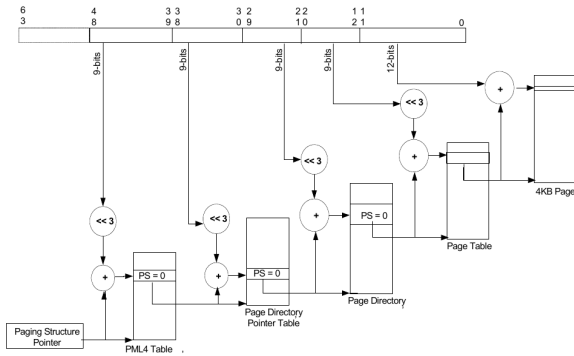 6 4 3 3 3 2 2 2 1 1
3 8 9 8 0 9 1 0 2 1 0
9-bits
9-bits
9-bits
9-bits
12-bits
+
<< 3
+
4KB Page
<< 3
+
PS = 0
Page Table
<< 3
<< 3
+
PS = 0
Page Directory
+
PS = 0
Page Directory
Pointer Table
Paging Structure
Pointer
PML4 Table